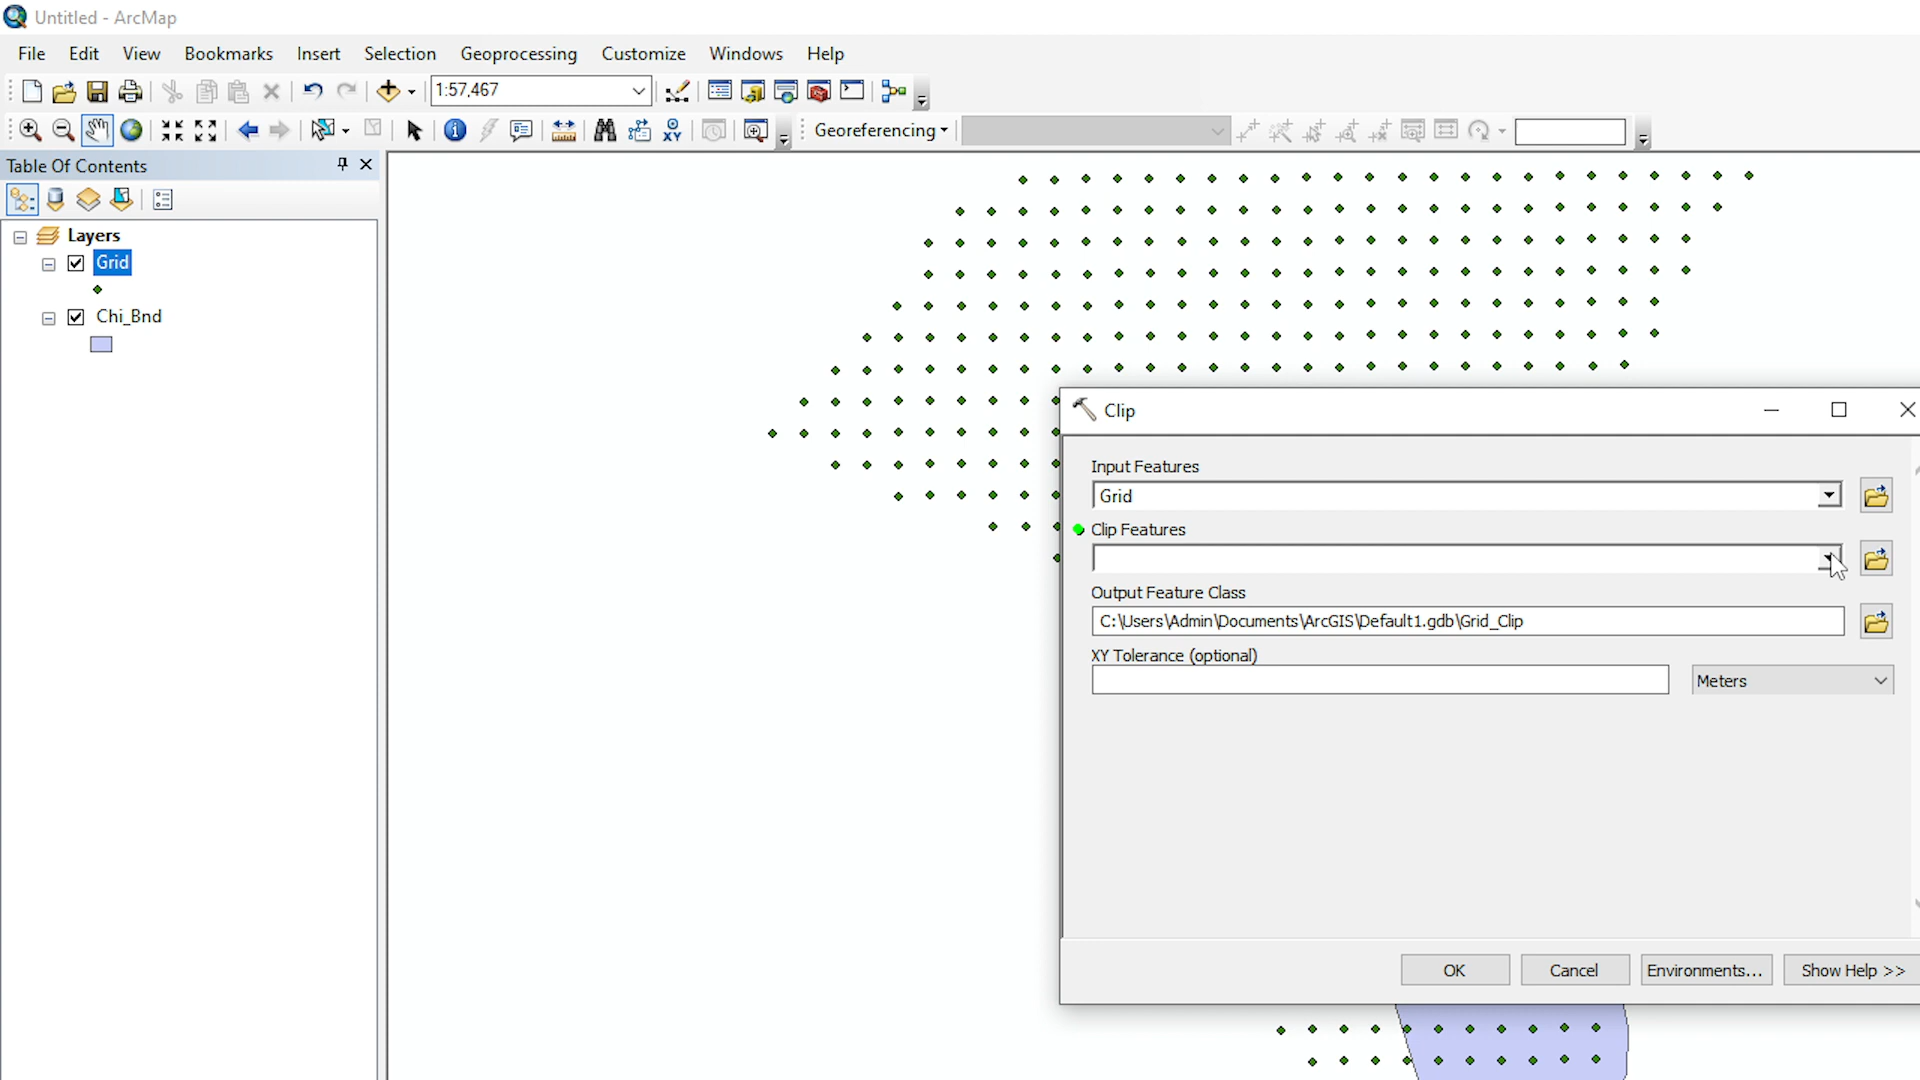 Untitled - ArcMap
File Edit View Bookmarks Insert Selection Geoprocessing Customize Windows Help
1:57,467
Georeferencing
Table Of Contents
Layers
Grid
Chi_Bnd
Clip
Input Features
Grid
Clip Features
Output Feature Class
C:\Users\Admin\Documents\ArcGIS\Default1.gdb\Grid_Clip
XY Tolerance (optional)
Meters
OK Cancel Environments... Show Help >>